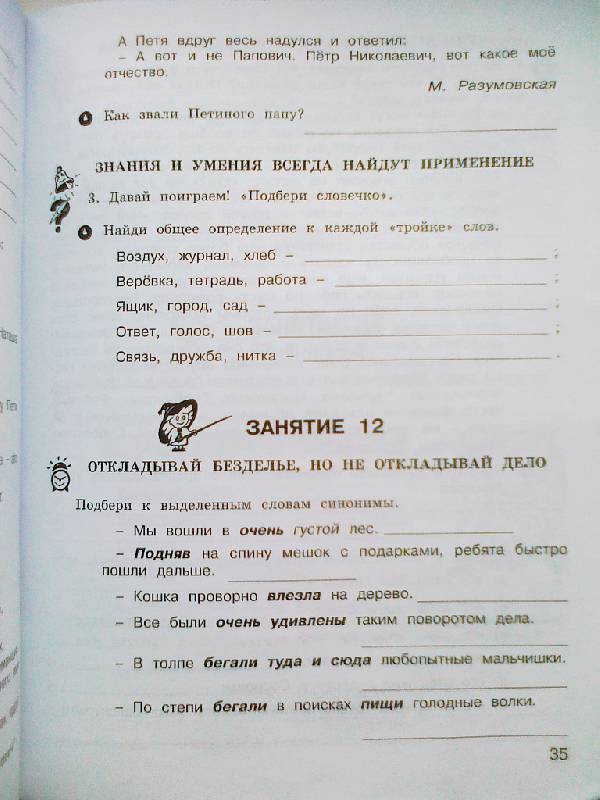 А Петя вдруг весь надулся и ответил:
– А вот и не Папович. Пётр Николаевич, вот какое моё
отчество.
М. Разумовская
Как звали Петиного папу?
ЗНАНИЯ И УМЕНИЯ ВСЕГДА НАЙДУТ ПРИМЕНЕНИЕ
3. Давай поиграем! «Подбери словечко».
Найди общее определение к каждой «тройке» слов.
Воздух, журнал, хлеб – ;
Верёвка, тетрадь, работа – ;
Ящик, город, сад – ;
Ответ, голос, шов – ;
Связь, дружба, нитка – .
ЗАНЯТИЕ 12
ОТКЛАДЫВАЙ БЕЗДЕЛЬЕ, НО НЕ ОТКЛАДЫВАЙ ДЕЛО
Подбери к выделенным словам синонимы.
– Мы вошли в очень густой лес.
– Подняв на спину мешок с подарками, ребята быстро
пошли дальше.
– Кошка проворно влезла на дерево.
– Все были очень удивлены таким поворотом дела.
– В толпе бегали туда и сюда любопытные мальчишки.
– По степи бегали в поисках пищи голодные волки.
35